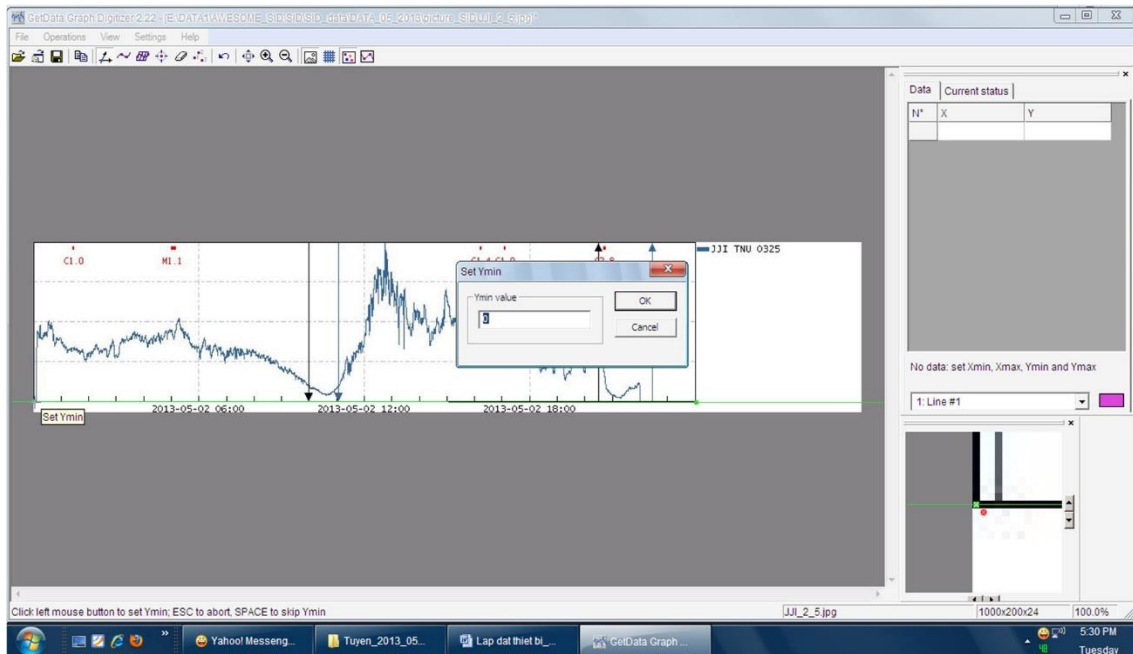 GetData Graph Digitizer 2.22 - [E:\DATA1\AWESOME_SID\SID\SID_data\DATA_05_2013\picture_SID\JJI_2_5.jpg]
File Operations View Settings Help
Data Current status
N° X Y
C1.0 M1.1
JJI TNU 0325
Set Ymin
Ymin value
0
OK
Cancel
No data: set Xmin, Xmax, Ymin and Ymax
1: Line #1
2013-05-02 06:00 2013-05-02 12:00 2013-05-02 18:00
Set Ymin
Click left mouse button to set Ymin; ESC to abort, SPACE to skip Ymin
JJI_2_5.jpg
1000x200x24
100.0%
Yahoo! Messeng...
Tuyen_2013_05...
Lap dat thiet bi_...
GetData Graph ...
5:30 PM
Tuesday